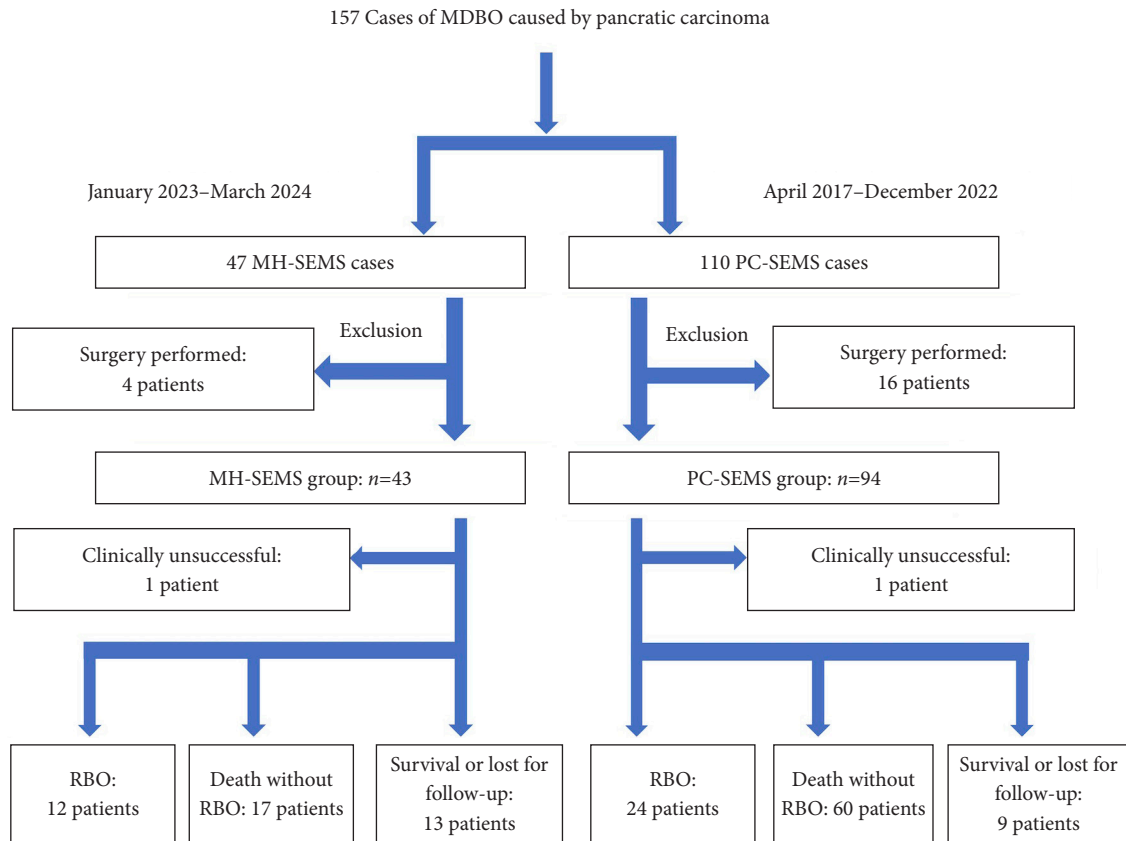 157 Cases of MDBO caused by pancratic carcinoma
January 2023–March 2024
April 2017–December 2022
47 MH-SEMS cases
110 PC-SEMS cases
Exclusion
Exclusion
Surgery performed:
4 patients
Surgery performed:
16 patients
MH-SEMS group: n=43
PC-SEMS group: n=94
Clinically unsuccessful:
1 patient
Clinically unsuccessful:
1 patient
RBO:
12 patients
Death without
RBO: 17 patients
Survival or lost for
follow-up:
13 patients
RBO:
24 patients
Death without
RBO: 60 patients
Survival or lost for
follow-up:
9 patients